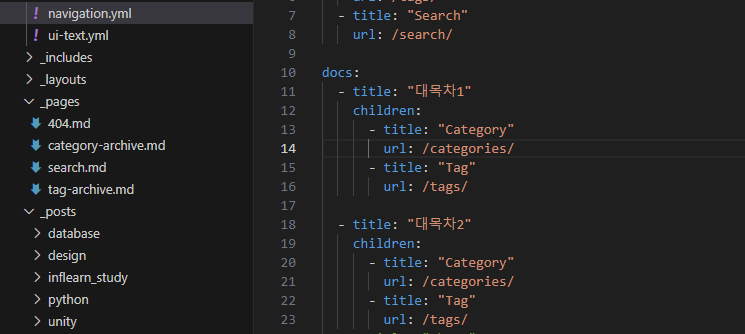 navigation.yml
ui-text.yml
_includes
_layouts
_pages
404.md
category-archive.md
search.md
tag-archive.md
_posts
database
design
inflearn_study
python
unity
7 - title: "Search"
8 url: /search/
9
10 docs:
11 - title: "대목차1"
12 children:
13 - title: "Category"
14 url: /categories/
15 - title: "Tag"
16 url: /tags/
17
18 - title: "대목차2"
19 children:
20 - title: "Category"
21 url: /categories/
22 - title: "Tag"
23 url: /tags/